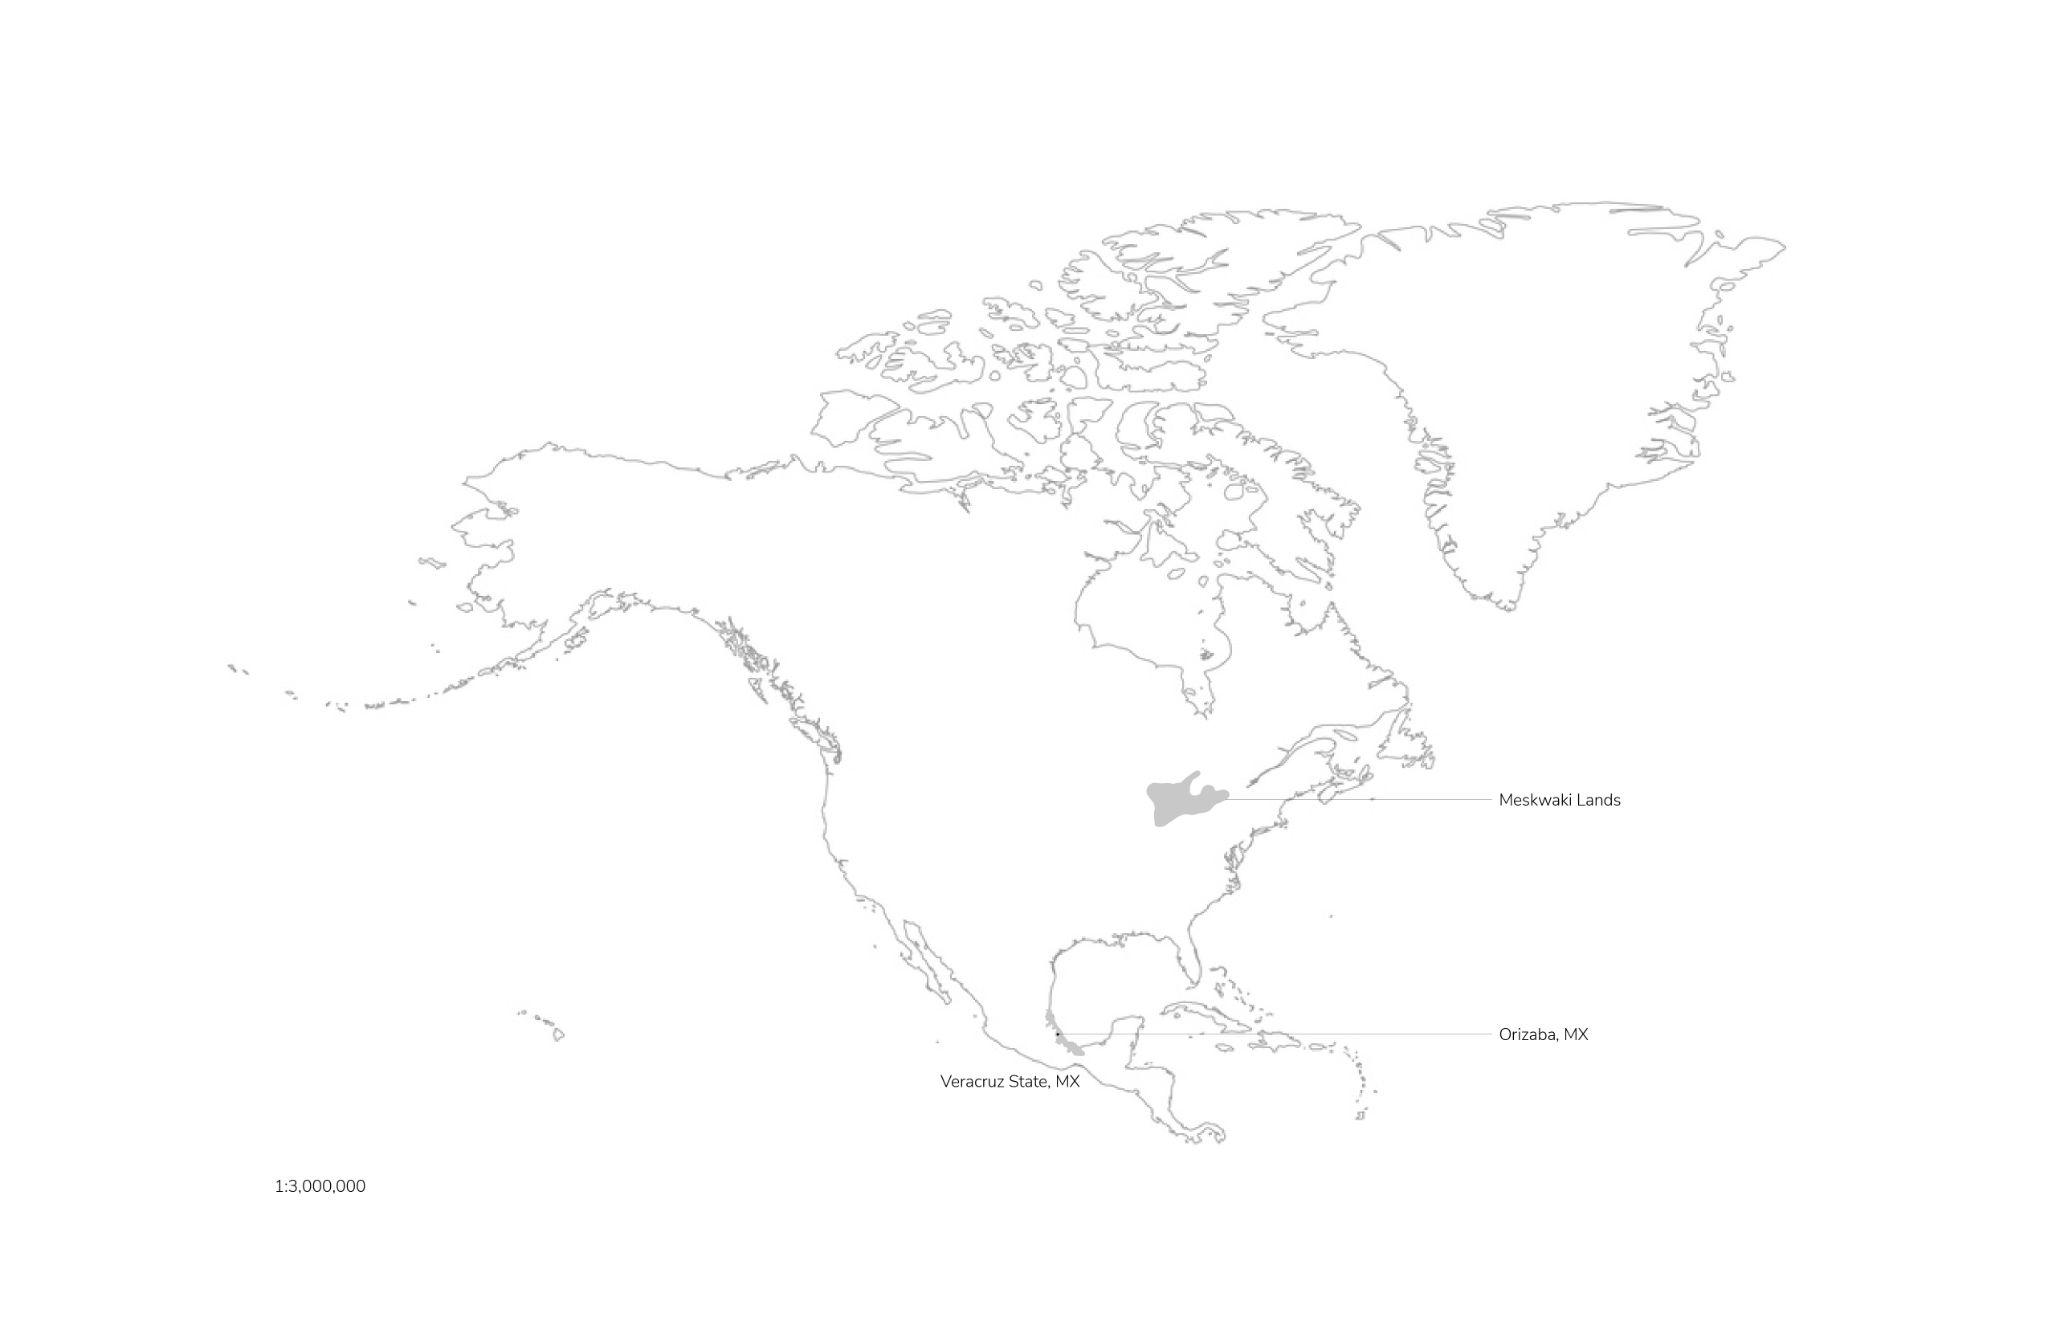 Meskwaki Lands
Orizaba, MX
Veracruz State, MX
1:3,000,000